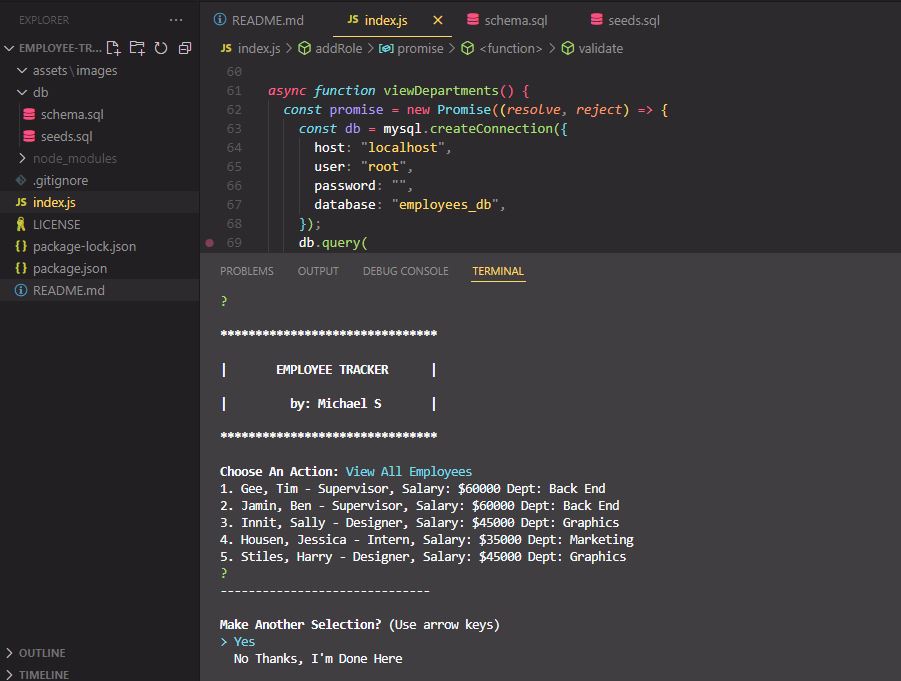 EXPLORER
···
EMPLOYEE-TR...
assets\images
db
schema.sql
seeds.sql
node_modules
.gitignore
JS index.js
LICENSE
{} package-lock.json
{} package.json
README.md
OUTLINE
TIMELINE
README.md
JS index.js ×
schema.sql
seeds.sql
JS index.js > addRole > promise > <function> > validate
60
61 async function viewDepartments() {
62 const promise = new Promise((resolve, reject) => {
63 const db = mysql.createConnection({
64 host: "localhost",
65 user: "root",
66 password: "",
67 database: "employees_db",
68 });
69 db.query(
PROBLEMS OUTPUT DEBUG CONSOLE TERMINAL
?
*******************************
| EMPLOYEE TRACKER |
| by: Michael S |
*******************************
Choose An Action: View All Employees
1. Gee, Tim - Supervisor, Salary: $60000 Dept: Back End
2. Jamin, Ben - Supervisor, Salary: $60000 Dept: Back End
3. Innit, Sally - Designer, Salary: $45000 Dept: Graphics
4. Housen, Jessica - Intern, Salary: $35000 Dept: Marketing
5. Stiles, Harry - Designer, Salary: $45000 Dept: Graphics
?
------------------------------
Make Another Selection? (Use arrow keys)
> Yes
No Thanks, I'm Done Here